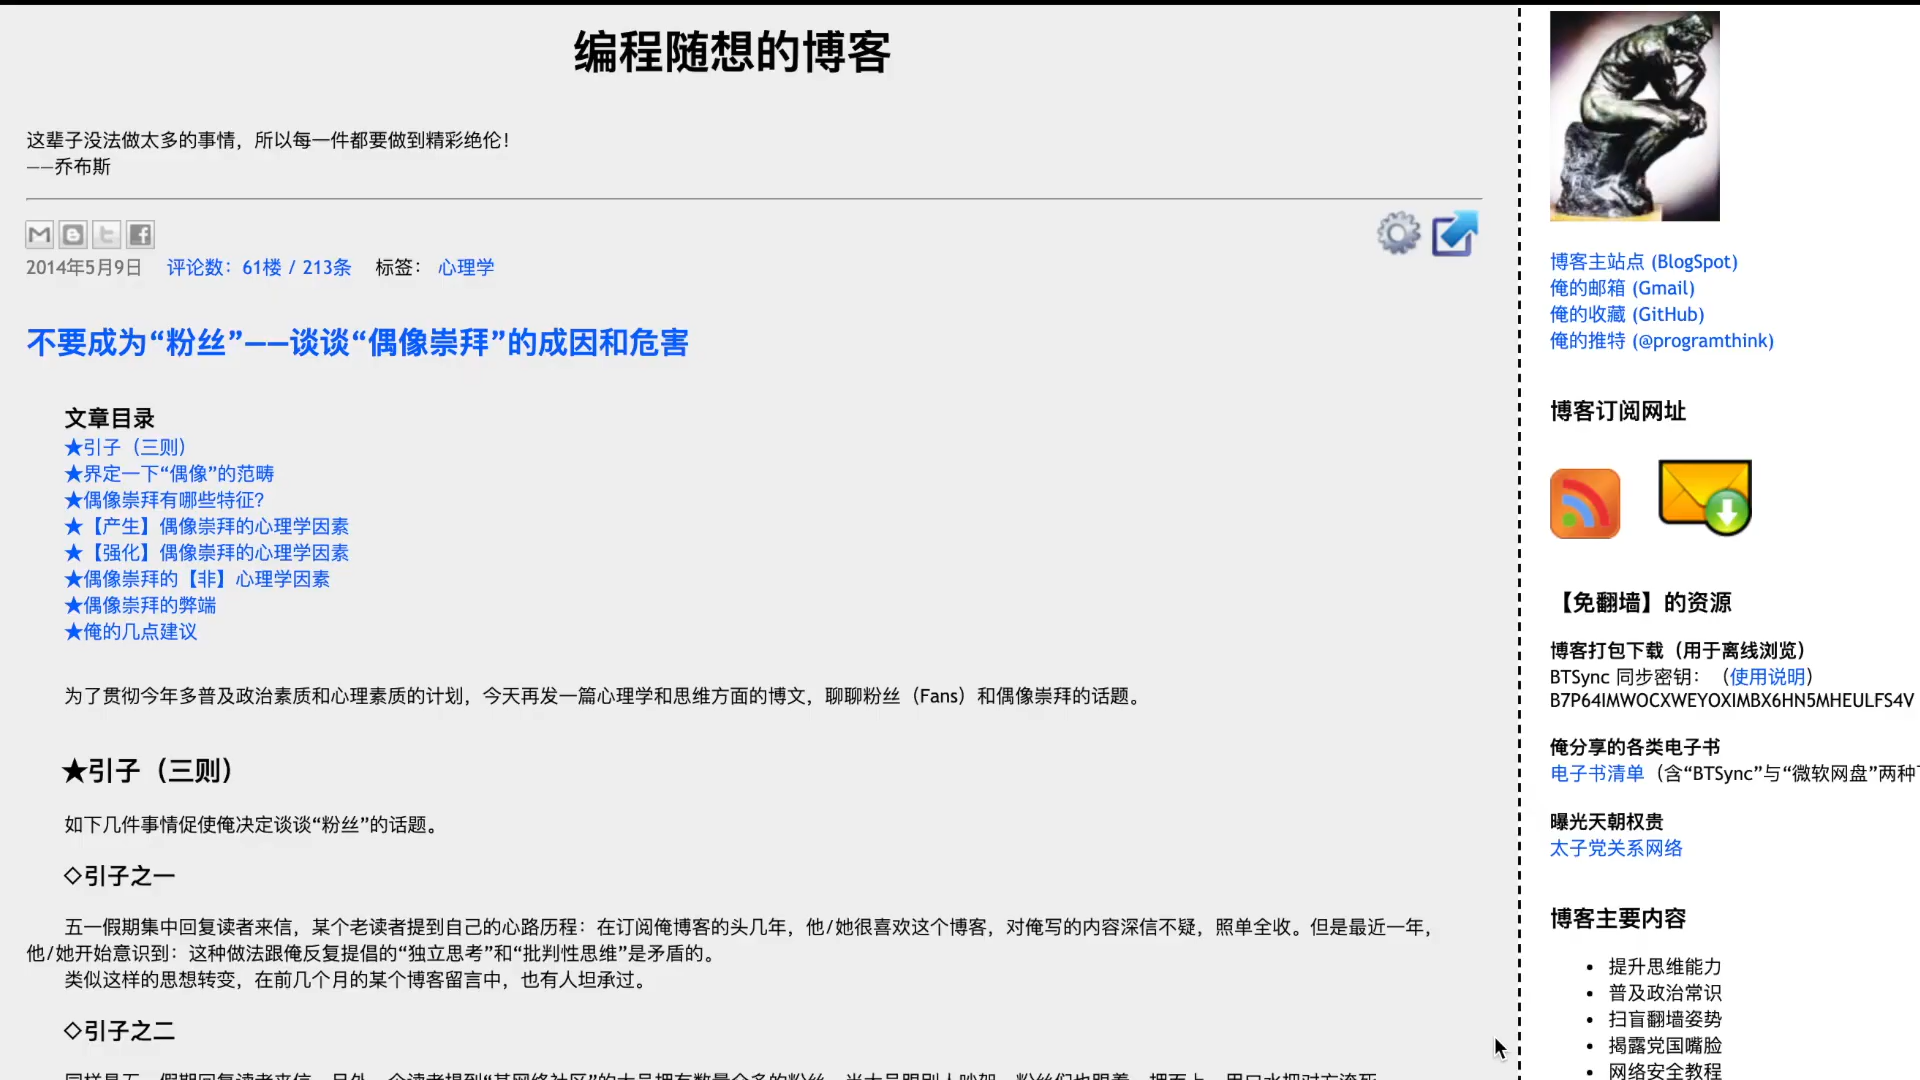 编程随想的博客
这辈子没法做太多的事情，所以每一件都要做到精彩绝伦！
——乔布斯
2014年5月9日 评论数：61楼 / 213条 标签： 心理学
不要成为“粉丝”——谈谈“偶像崇拜”的成因和危害
文章目录
★引子（三则）
★界定一下“偶像”的范畴
★偶像崇拜有哪些特征？
★【产生】偶像崇拜的心理学因素
★【强化】偶像崇拜的心理学因素
★偶像崇拜的【非】心理学因素
★偶像崇拜的弊端
★俺的几点建议
为了贯彻今年多普及政治素质和心理素质的计划，今天再发一篇心理学和思维方面的博文，聊聊粉丝（Fans）和偶像崇拜的话题。
★引子（三则）
如下几件事情促使俺决定谈谈“粉丝”的话题。
◇引子之一
五一假期集中回复读者来信，某个老读者提到自己的心路历程：在订阅俺博客的头几年，他/她很喜欢这个博客，对俺写的内容深信不疑，照单全收。但是最近一年，
他/她开始意识到：这种做法跟俺反复提倡的“独立思考”和“批判性思维”是矛盾的。
类似这样的思想转变，在前几个月的某个博客留言中，也有人坦承过。
◇引子之二
博客主站点 (BlogSpot)
俺的邮箱 (Gmail)
俺的收藏 (GitHub)
俺的推特 (@programthink)
博客订阅网址
【免翻墙】的资源
博客打包下载（用于离线浏览）
BTSync 同步密钥： （使用说明）
B7P64IMWOCXWEYOXIMBX6HN5MHEULFS4V
俺分享的各类电子书
电子书清单（含“BTSync”与“微软网盘”两种
曝光天朝权贵
太子党关系网络
博客主要内容
• 提升思维能力
• 普及政治常识
• 扫盲翻墙姿势
• 揭露党国嘴脸
• 网络安全教程